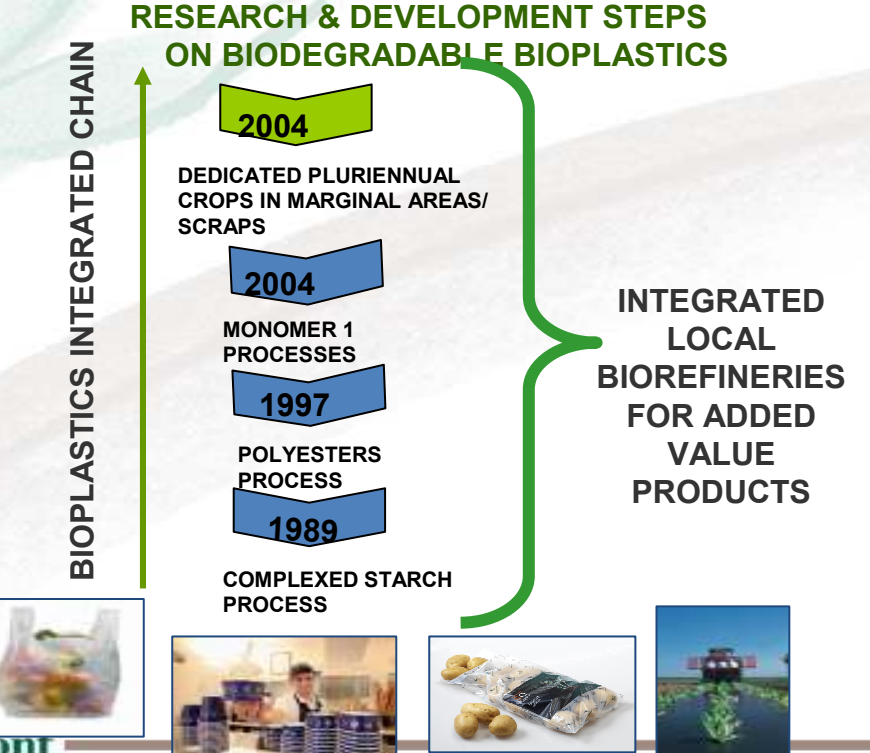 RESEARCH & DEVELOPMENT STEPS
ON BIODEGRADABLE BIOPLASTICS
BIOPLASTICS INTEGRATED CHAIN
2004
DEDICATED PLURIENNUAL
CROPS IN MARGINAL AREAS/
SCRAPS
2004
MONOMER 1
PROCESSES
1997
POLYESTERS
PROCESS
1989
COMPLEXED STARCH
PROCESS
INTEGRATED
LOCAL
BIOREFINERIES
FOR ADDED
VALUE
PRODUCTS